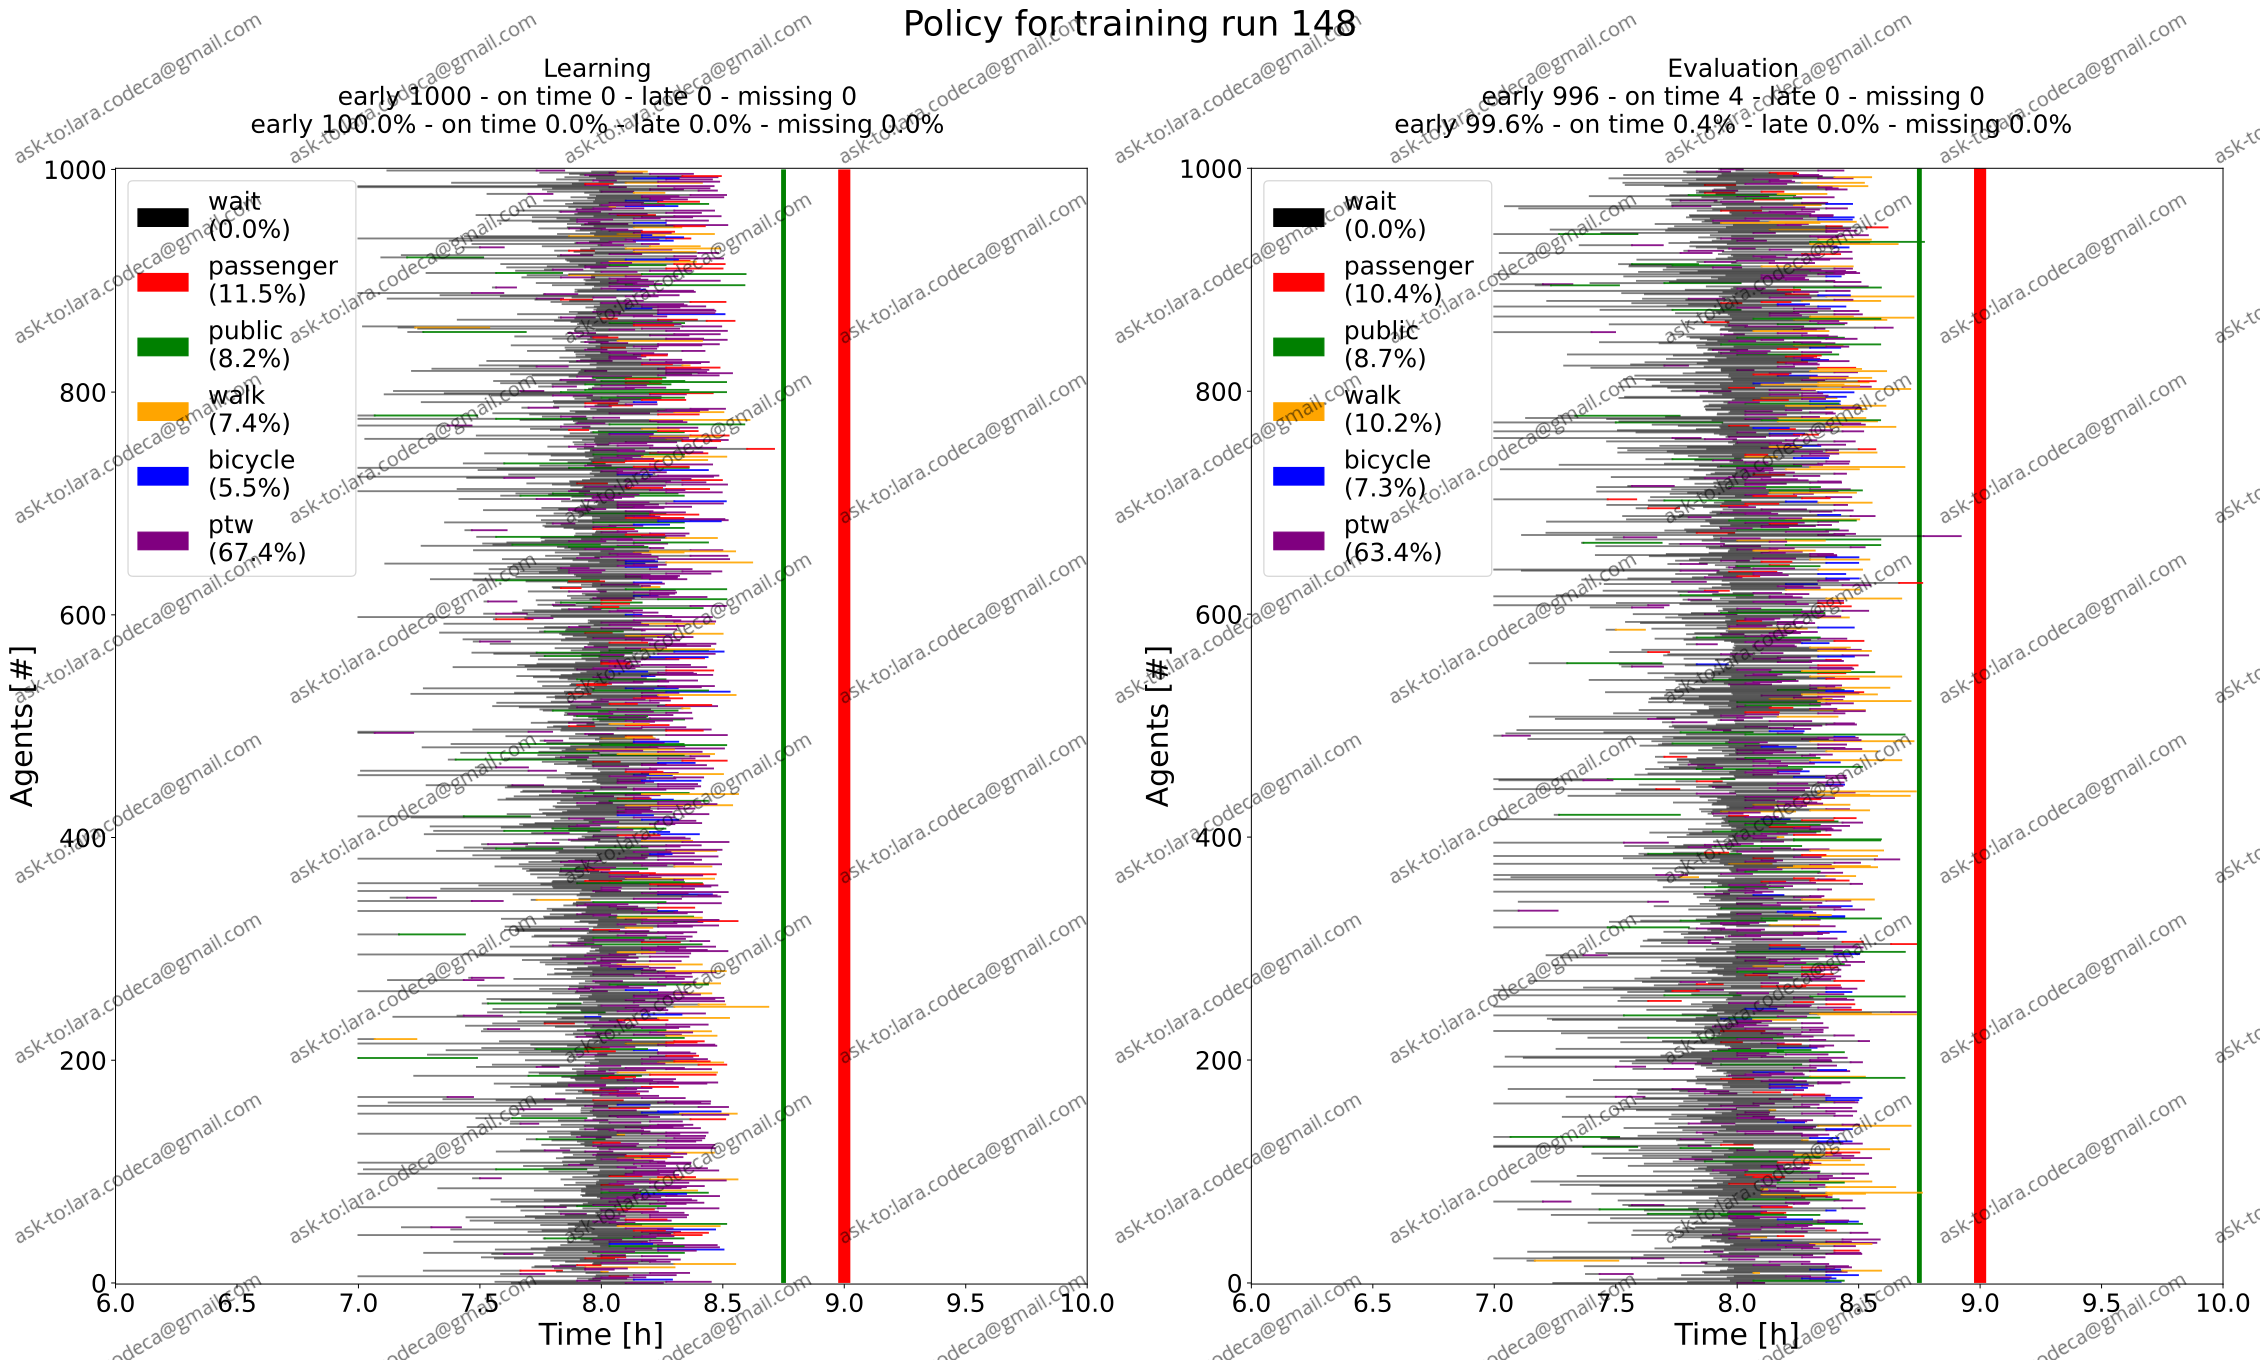 Policy for training run 148
Learning
early 1000 - on time 0 - late 0 - missing 0
early 100.0% - on time 0.0% - late 0.0% - missing 0.0%
wait
(0.0%)
passenger
(11.5%)
public
(8.2%)
walk
(7.4%)
bicycle
(5.5%)
ptw
(67.4%)
1000
800
600
400
200
0
Agents [#]
6.0 6.5 7.0 7.5 8.0 8.5 9.0 9.5 10.0
Time [h]
Evaluation
early 996 - on time 4 - late 0 - missing 0
early 99.6% - on time 0.4% - late 0.0% - missing 0.0%
wait
(0.0%)
passenger
(10.4%)
public
(8.7%)
walk
(10.2%)
bicycle
(7.3%)
ptw
(63.4%)
1000
800
600
400
200
0
Agents [#]
6.0 6.5 7.0 7.5 8.0 8.5 9.0 9.5 10.0
Time [h]
ask-to:lara.codeca@gmail.com